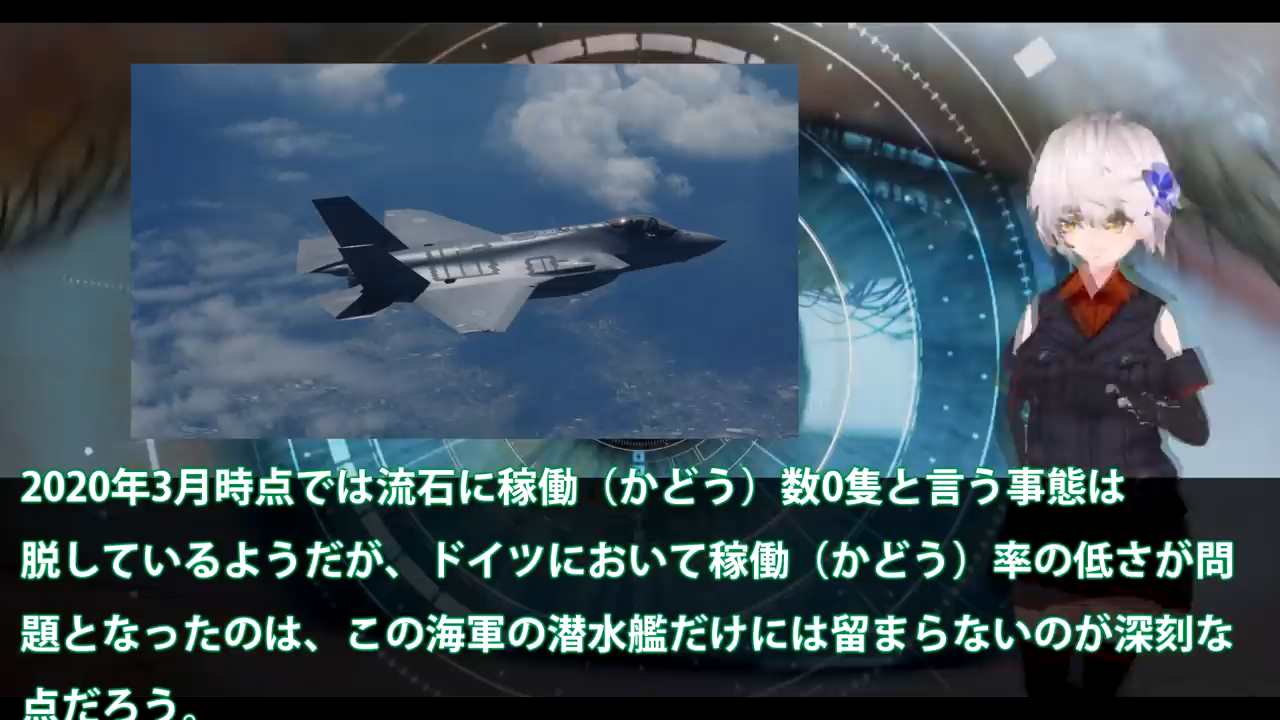 2020年3月時点では流石に稼働（かどう）数0隻と言う事態は
脱しているようだが、ドイツにおいて稼働（かどう）率の低さが問
題となったのは、この海軍の潜水艦だけには留まらないのが深刻な
点だろう。